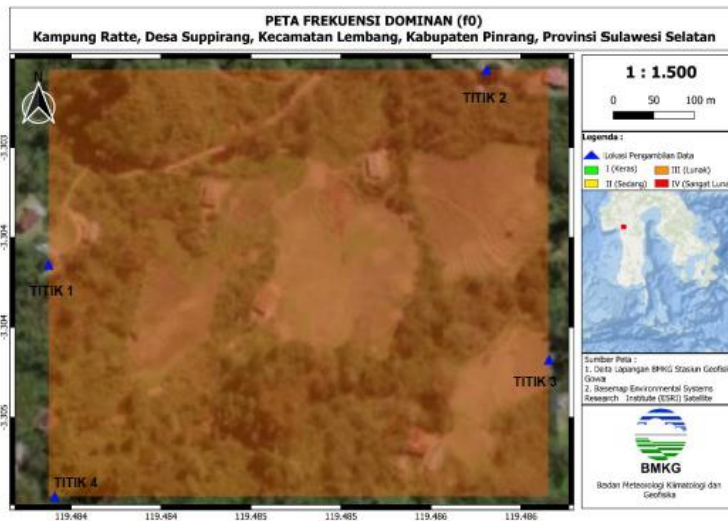 PETA FREKUENSI DOMINAN (f0)
Kampung Ratte, Desa Suppirang, Kecamatan Lembang, Kabupaten Pinrang, Provinsi Sulawesi Selatan
N
TITIK 2
TITIK 1
TITIK 3
TITIK 4
-3.303
-3.304
-3.304
-3.305
119.484
119.484
119.485
119.485
119.486
119.486
1 : 1.500
0 50 100 m
Legenda :
Lokasi Pengambilan Data
I (Keras) III (Lunak)
II (Sedang) IV (Sangat Luna
Sumber Peta :
1. Data Lapangan BMKG Stasiun Geofisi
Gowa
2. Basemap Environmental Systems
Research Institute (ESRI) Satellite
BMKG
Badan Meteorologi Klimatologi dan
Geofisika